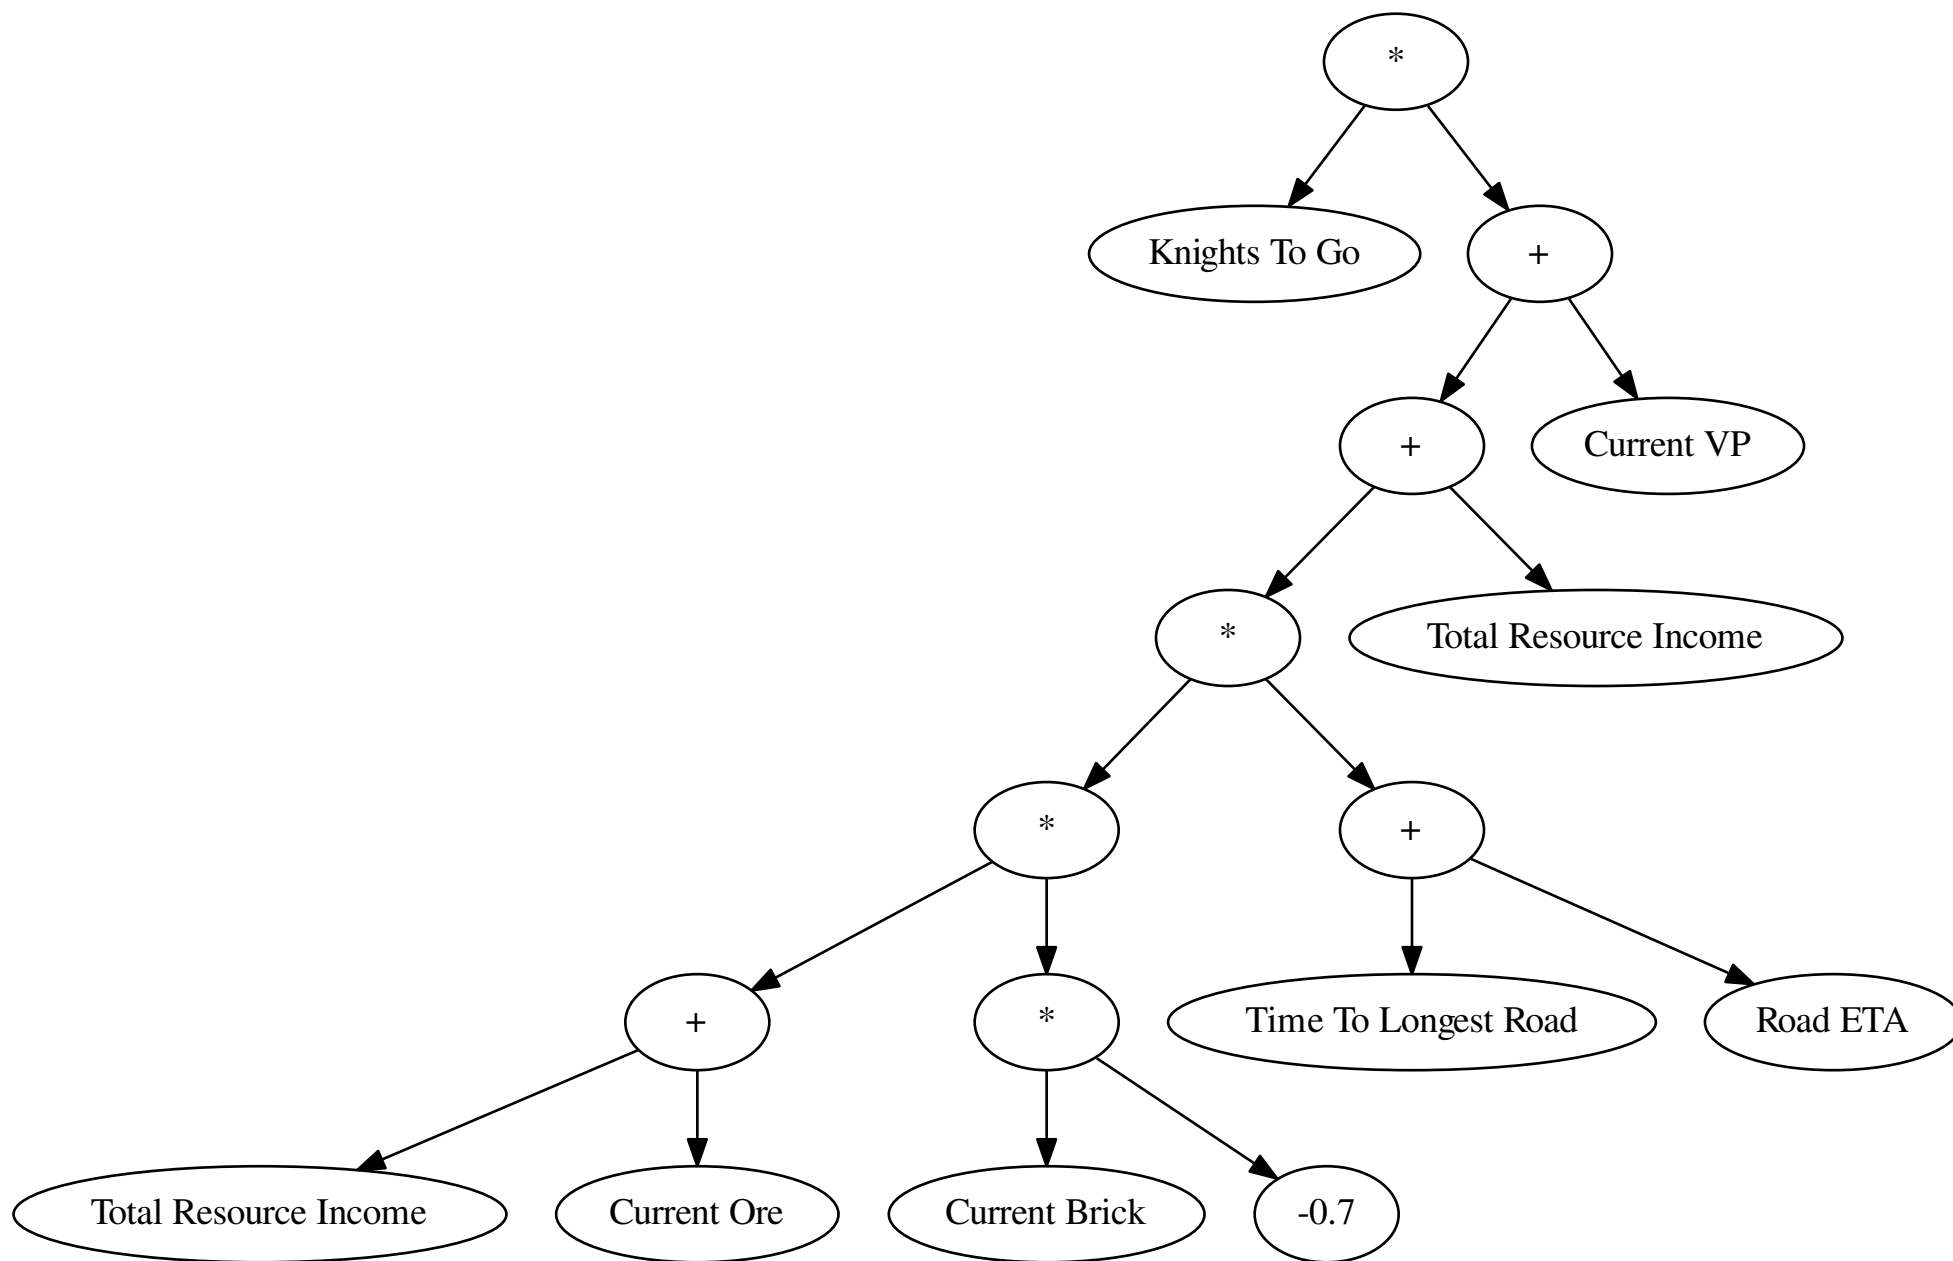 *
Knights To Go
+
+
Current VP
*
Total Resource Income
*
+
+
*
Time To Longest Road
Road ETA
Total Resource Income
Current Ore
Current Brick
-0.7